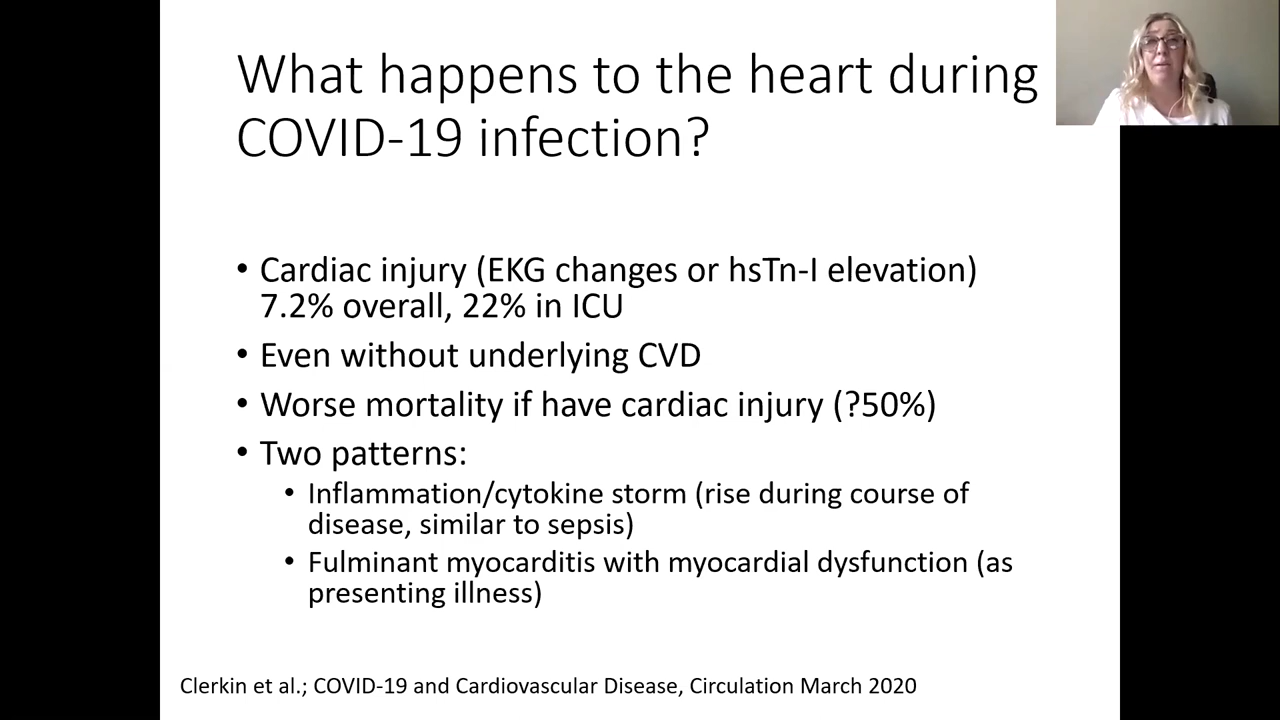 What happens to the heart during
COVID-19 infection?
• Cardiac injury (EKG changes or hsTn-I elevation)
7.2% overall, 22% in ICU
• Even without underlying CVD
• Worse mortality if have cardiac injury (?50%)
• Two patterns:
• Inflammation/cytokine storm (rise during course of
disease, similar to sepsis)
• Fulminant myocarditis with myocardial dysfunction (as
presenting illness)
Clerkin et al.; COVID-19 and Cardiovascular Disease, Circulation March 2020